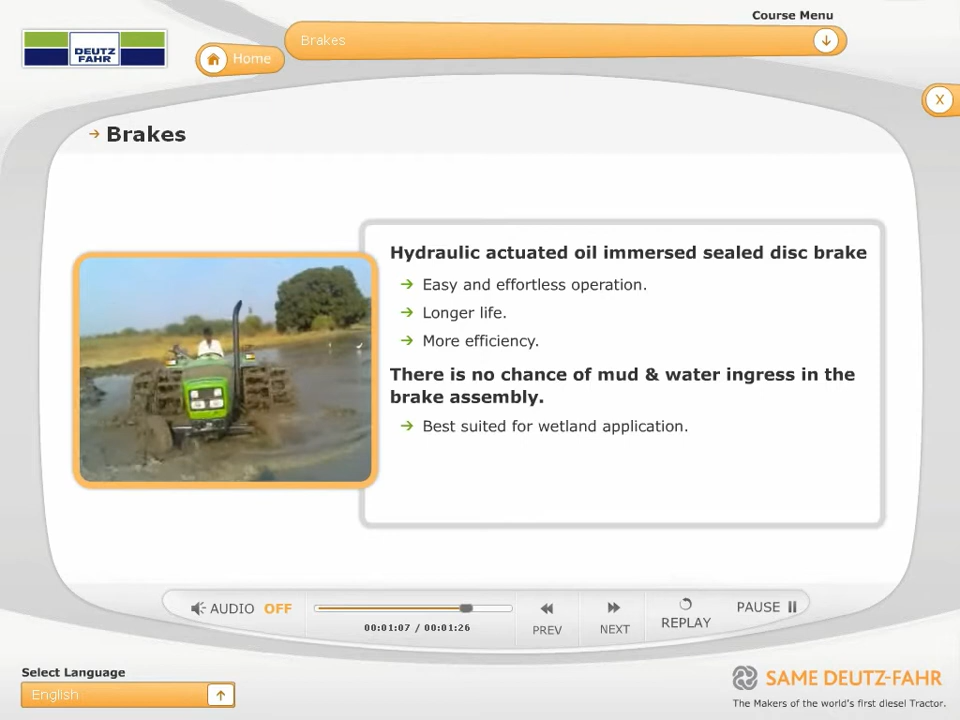 Course Menu
Brakes
DEUTZ
FAHR
Home
X
Brakes
Hydraulic actuated oil immersed sealed disc brake
Easy and effortless operation.
Longer life.
More efficiency.
There is no chance of mud & water ingress in the
brake assembly.
Best suited for wetland application.
AUDIO OFF
00:01:07 / 00:01:26
PREV
NEXT
REPLAY
PAUSE
Select Language
English
SAME DEUTZ-FAHR
The Makers of the world's first diesel Tractor.